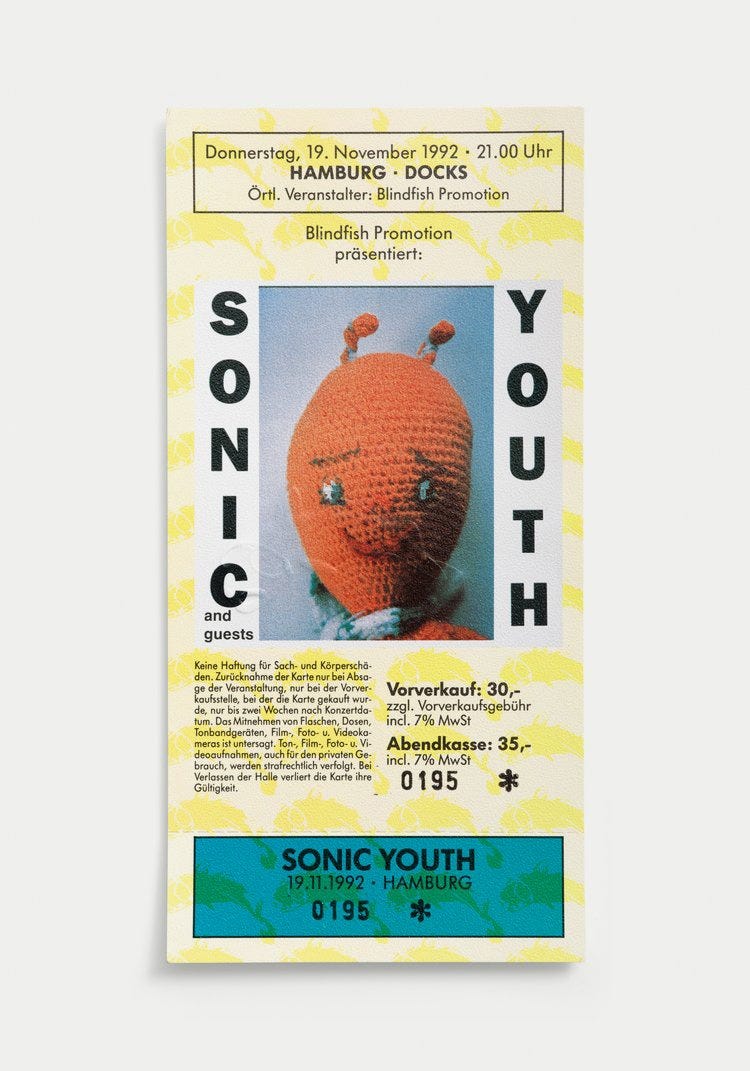 Donnerstag, 19. November 1992 · 21.00 Uhr
HAMBURG · DOCKS
Örtl. Veranstalter: Blindfish Promotion
Blindfish Promotion
präsentiert:
SONIC
YOUTH
and
guests
Keine Haftung für Sach- und Körperschä-
den. Zurücknahme der Karte nur bei Absa-
ge der Veranstaltung, nur bei der Vorver-
kaufsstelle, bei der die Karte gekauft wur-
de, nur bis zwei Wochen nach Konzertda-
tum. Das Mitnehmen von Flaschen, Dosen,
Tonbandgeräten, Film-, Foto- u. Videoka-
meras ist untersagt. Ton-, Film-, Foto- u. Vi-
deoaufnahmen, auch für den privaten Ge-
brauch, werden strafrechtlich verfolgt. Bei
Verlassen der Halle verliert die Karte ihre
Gültigkeit.
Vorverkauf: 30,-
zzgl. Vorverkaufsgebühr
incl. 7% MwSt
Abendkasse: 35,-
incl. 7% MwSt
0195 *
SONIC YOUTH
19.11.1992 · HAMBURG
0195 *